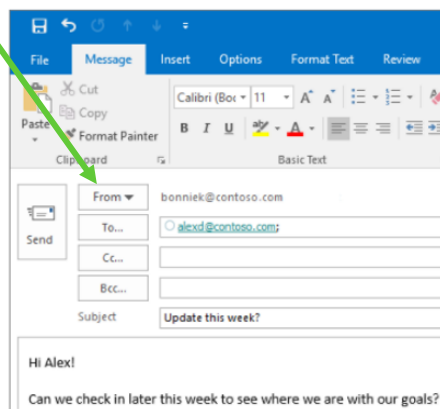 File Message Insert Options Format Text Review
Cut
Calibri (Boc 11 A A
Copy
Paste
Format Painter
B I U aby A
Clipboard Basic Text
From bonniek@contoso.com
To... alexd@contoso.com;
Send
Cc...
Bcc...
Subject Update this week?
Hi Alex!
Can we check in later this week to see where we are with our goals?